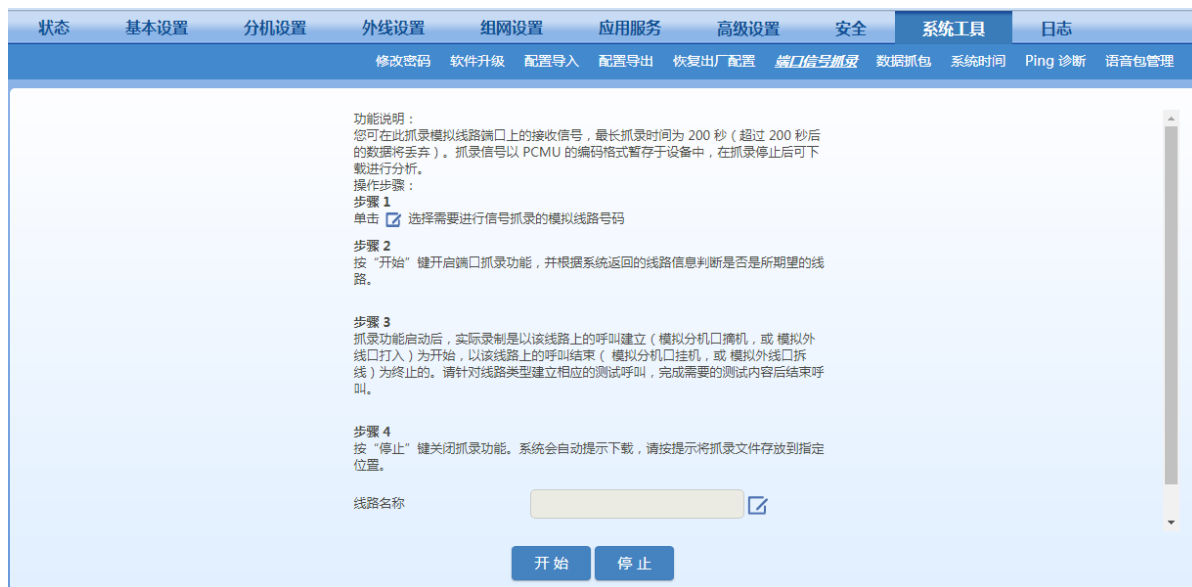 状态 基本设置 分机设置 外线设置 组网设置 应用服务 高级设置 安全 系统工具 日志
修改密码 软件升级 配置导入 配置导出 恢复出厂配置 端口信号抓录 数据抓包 系统时间 Ping 诊断 语音包管理
功能说明：
您可在此抓录模拟线路端口上的接收信号，最长抓录时间为 200 秒（超过 200 秒后
的数据将丢弃）。抓录信号以 PCMU 的编码格式暂存于设备中，在抓录停止后可下
载进行分析。
操作步骤：
步骤 1
单击 选择需要进行信号抓录的模拟线路号码
步骤 2
按“开始”键开启端口抓录功能，并根据系统返回的线路信息判断是否是所期望的线
路。
步骤 3
抓录功能启动后，实际录制是以该线路上的呼叫建立（模拟分机口摘机，或 模拟外
线口打入）为开始，以该线路上的呼叫结束（ 模拟分机口挂机，或 模拟外线口拆
线）为终止的。请针对线路类型建立相应的测试呼叫，完成需要的测试内容后结束呼
叫。
步骤 4
按“停止”键关闭抓录功能。系统会自动提示下载，请按提示将抓录文件存放到指定
位置。
线路名称
开始 停止